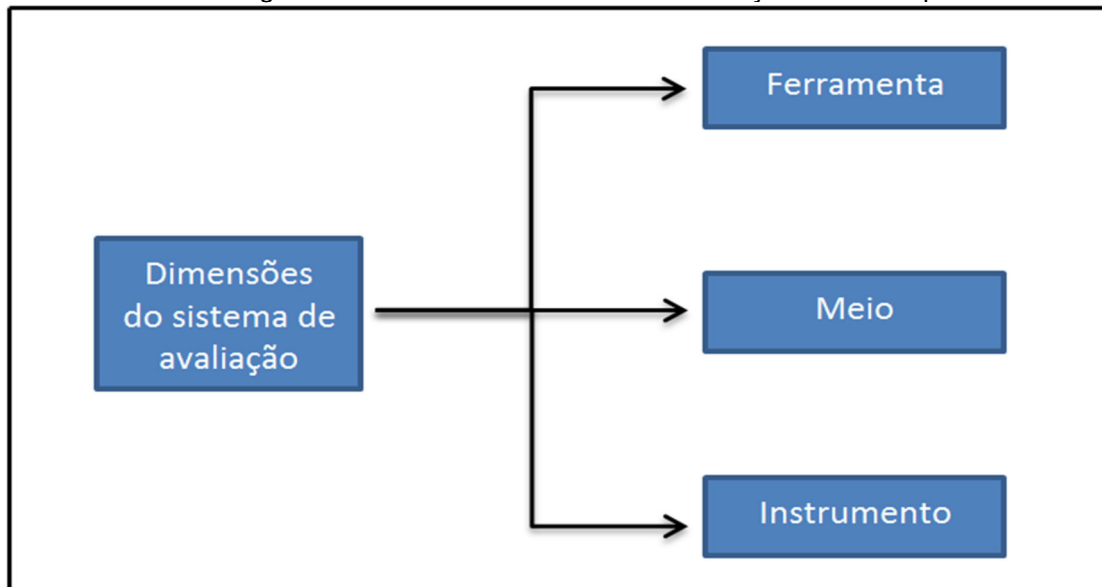 Ferramenta
Dimensões
do sistema de
avaliação
Meio
Instrumento